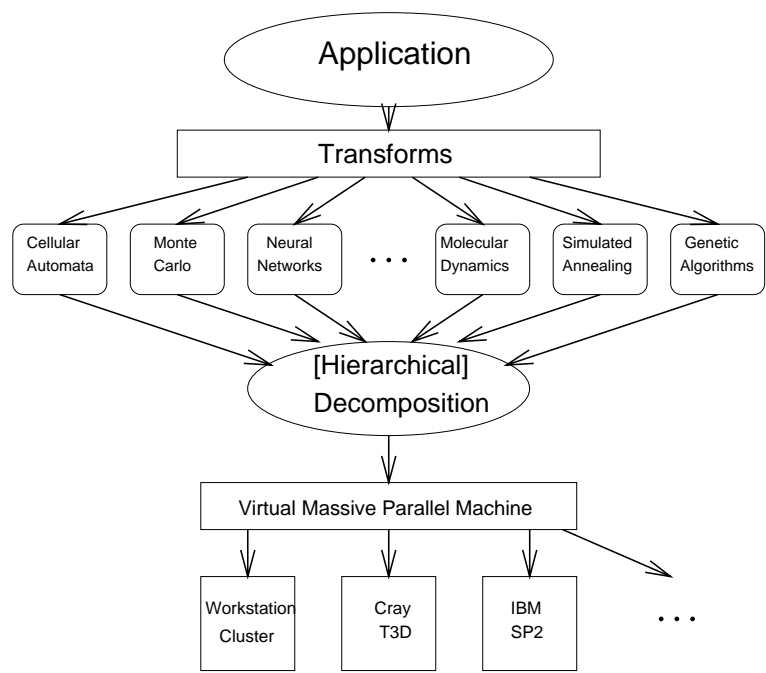 Application
Transforms
Cellular
Automata
Monte
Carlo
Neural
Networks
. . .
Molecular
Dynamics
Simulated
Annealing
Genetic
Algorithms
[Hierarchical]
Decomposition
Virtual Massive Parallel Machine
Workstation
Cluster
Cray
T3D
IBM
SP2
. . .